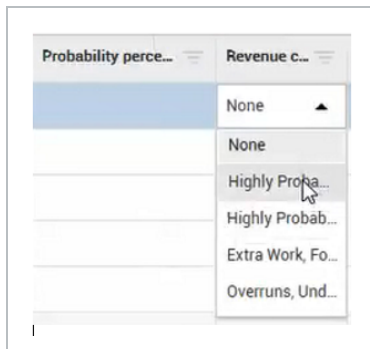 Probability perce... Revenue c...
None
None
Highly Proba...
Highly Probab...
Extra Work, Fo...
Overruns, Und...